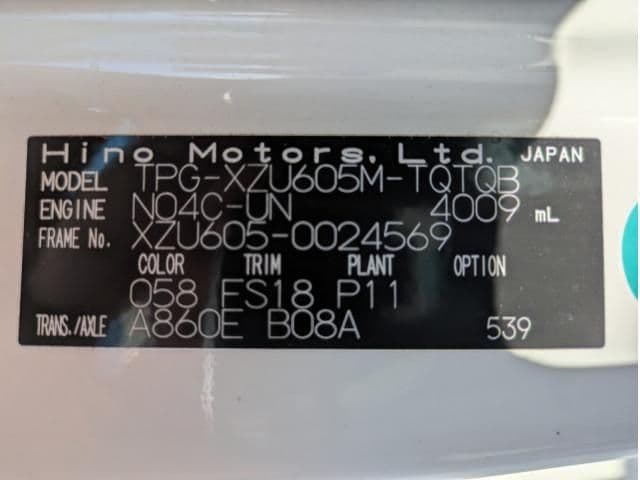 Hino Motors, Ltd. JAPAN
MODEL TPG-XZU605M-TQTQB
ENGINE N04C-UN 4009 mL
FRAME No. XZU605-0024569
COLOR TRIM PLANT OPTION
058 FS18 P11
TRANS./AXLE A860E B08A 539